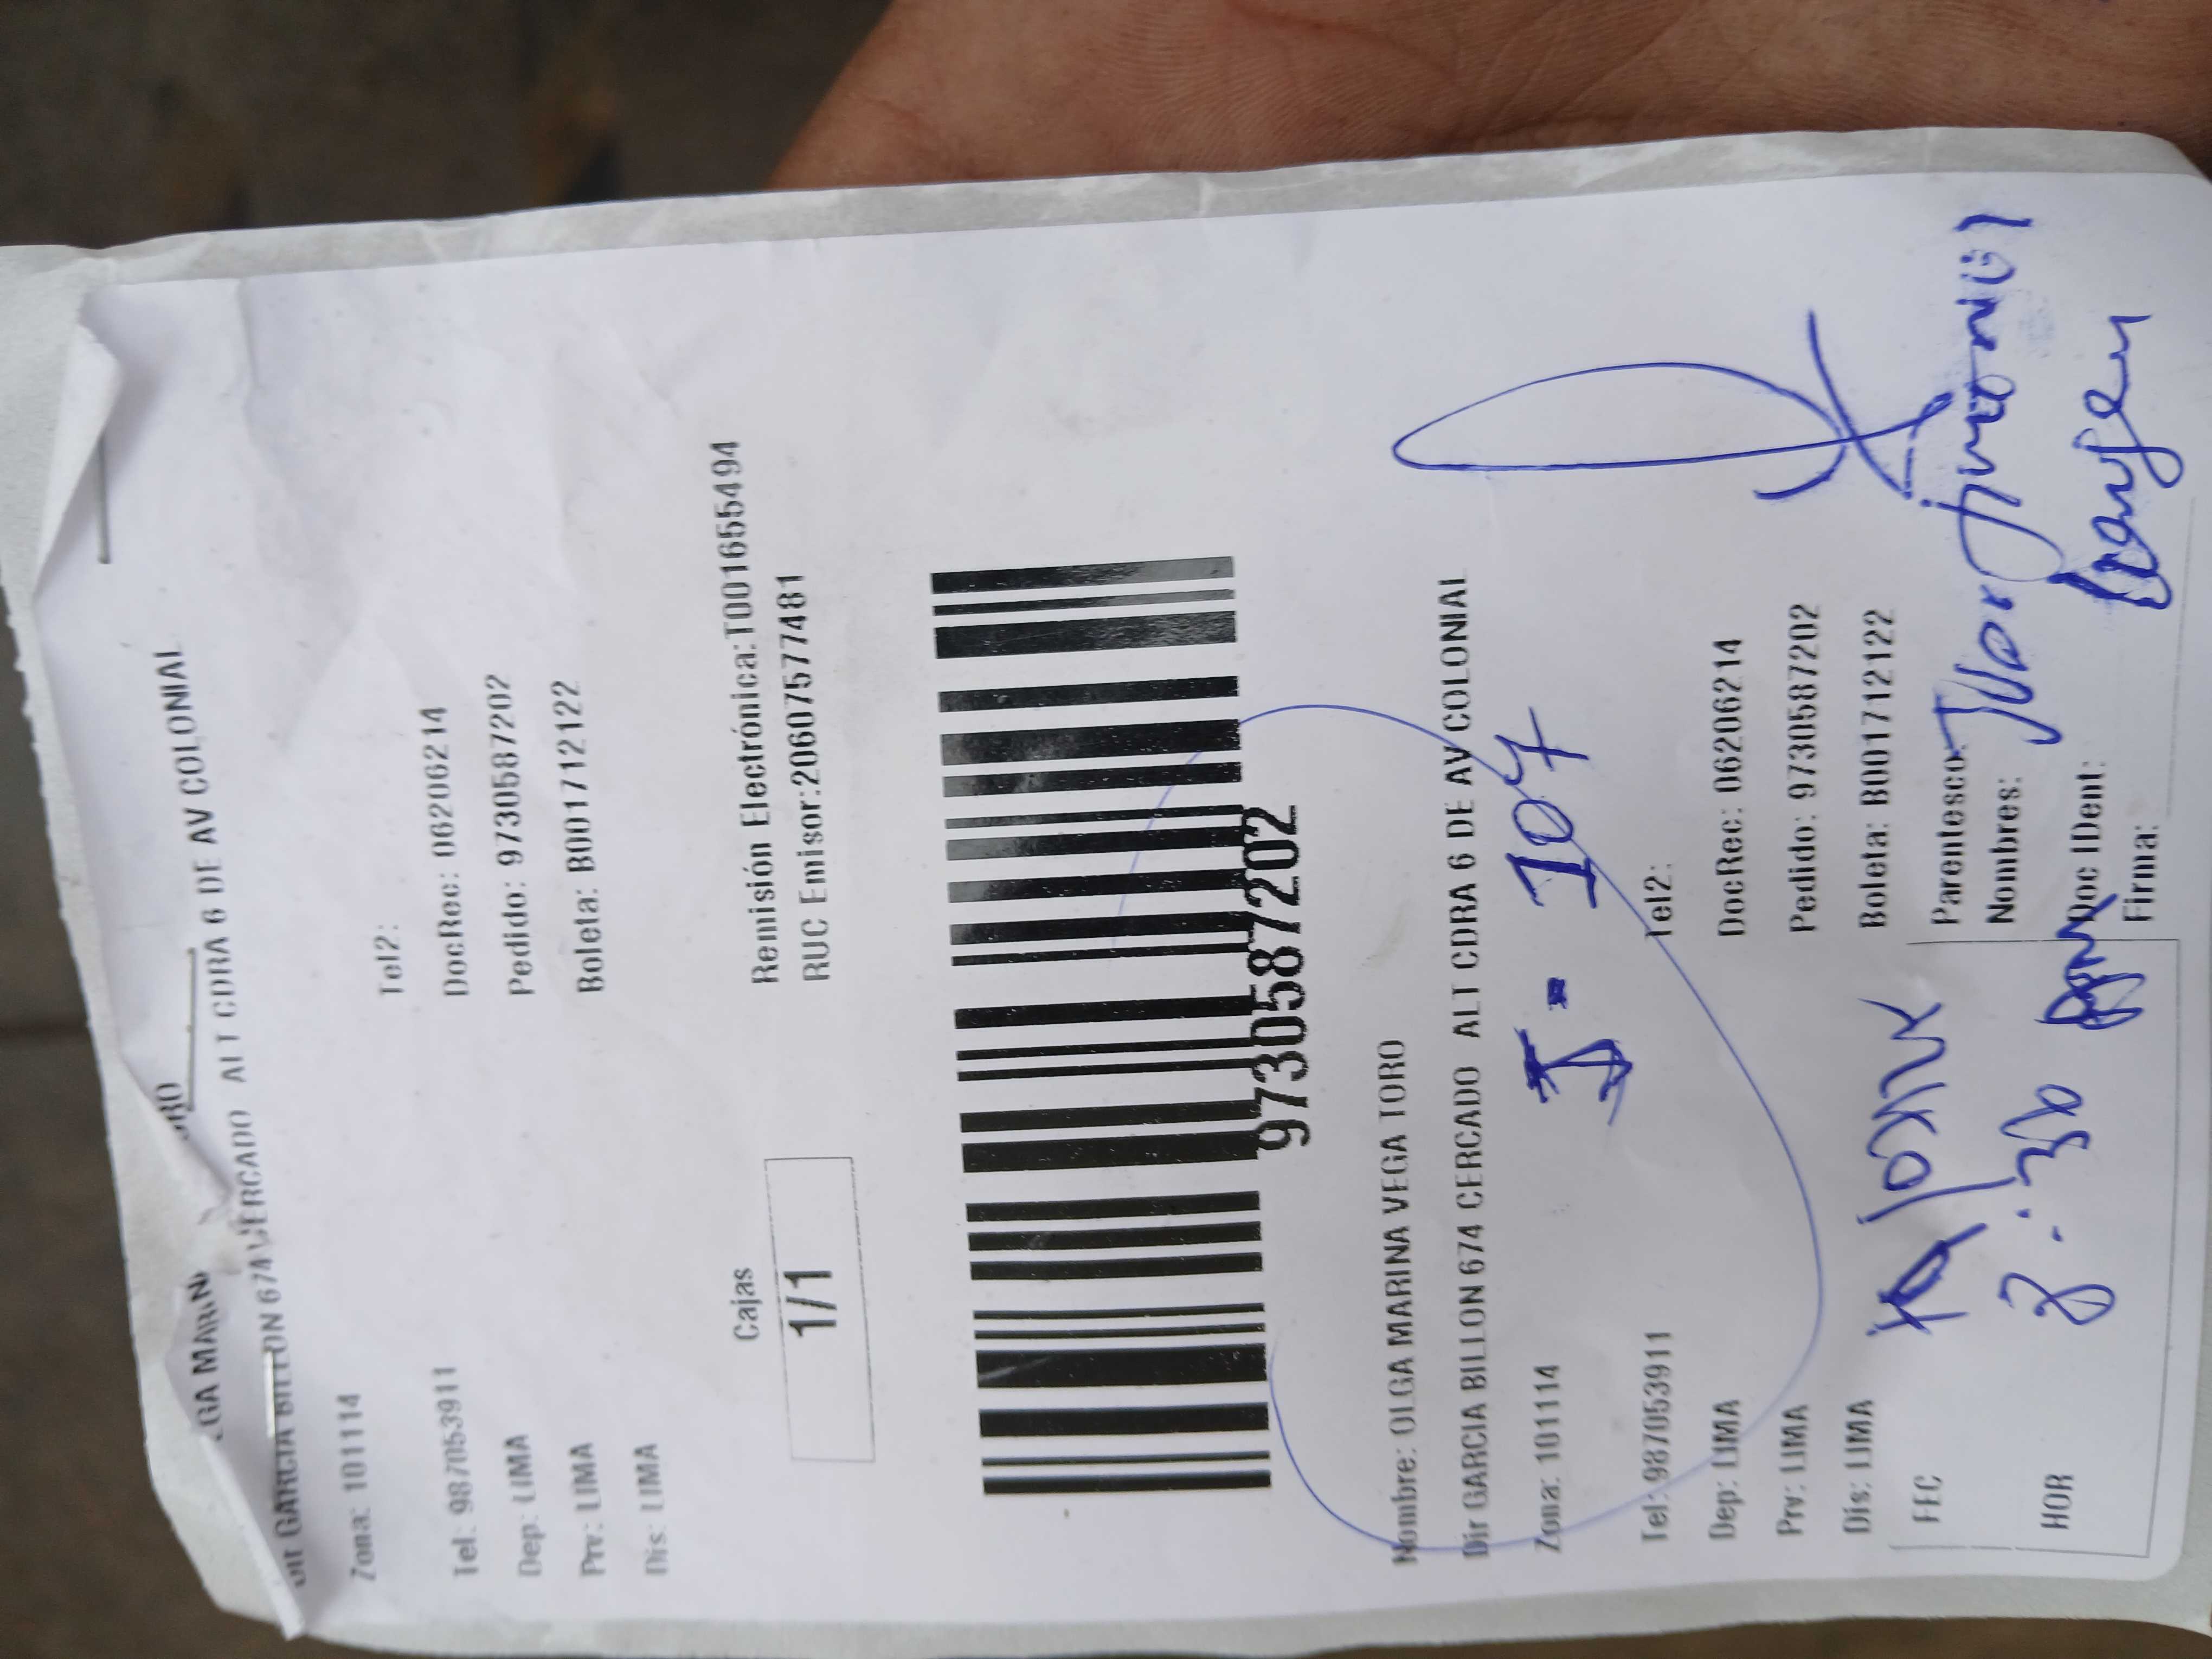 LGA MARIN
ORO
Dir GARCIA BILLON 674 CERCADO ALT CDRA 6 DE AV COLONIAL
Zona: 101114
Tel: 987053911
Tel2:
Dep: LIMA
DocRec: 06206214
Prv: LIMA
Pedido: 9730587202
Dis: LIMA
Boleta: B001712122
Cajas
1/1
Remisión Electrónica:T001655494
RUC Emisor:20607577481
9730587202
Nombre: OLGA MARINA VEGA TORO
Dir GARCIA BILLON 674 CERCADO ALT CDRA 6 DE AV COLONIAL
Zona: 101114
J- 107
Tel: 987053911
Tel2:
Dep: LIMA
DocRec: 06206214
Prv: LIMA
Pedido: 9730587202
Dis: LIMA
Boleta: B001712122
FEC
Parentesco:
Nombres:
HOR
Doc IDent:
Firma: